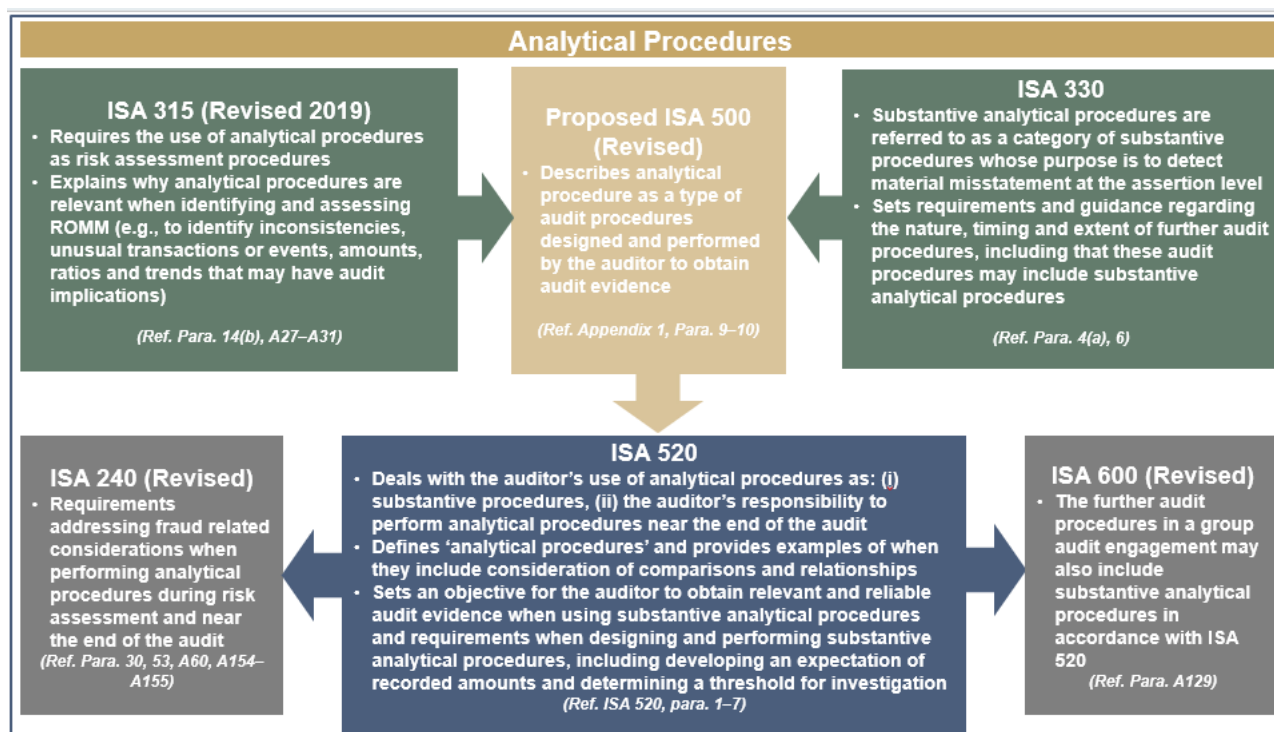 Analytical Procedures
ISA 315 (Revised 2019)
• Requires the use of analytical procedures
as risk assessment procedures
• Explains why analytical procedures are
relevant when identifying and assessing
ROMM (e.g., to identify inconsistencies,
unusual transactions or events, amounts,
ratios and trends that may have audit
implications)
(Ref. Para. 14(b), A27–A31)
Proposed ISA 500
(Revised)
• Describes analytical
procedure as a type of
audit procedures
designed and performed
by the auditor to obtain
audit evidence
(Ref. Appendix 1, Para. 9–10)
ISA 330
• Substantive analytical procedures are
referred to as a category of substantive
procedures whose purpose is to detect
material misstatement at the assertion level
• Sets requirements and guidance regarding
the nature, timing and extent of further audit
procedures, including that these audit
procedures may include substantive
analytical procedures
(Ref. Para. 4(a), 6)
ISA 240 (Revised)
• Requirements
addressing fraud related
considerations when
performing analytical
procedures during risk
assessment and near
the end of the audit
(Ref. Para. 30, 53, A60, A154–
A155)
ISA 520
• Deals with the auditor's use of analytical procedures as: (i)
substantive procedures, (ii) the auditor's responsibility to
perform analytical procedures near the end of the audit
• Defines 'analytical procedures' and provides examples of when
they include consideration of comparisons and relationships
• Sets an objective for the auditor to obtain relevant and reliable
audit evidence when using substantive analytical procedures
and requirements when designing and performing substantive
analytical procedures, including developing an expectation of
recorded amounts and determining a threshold for investigation
(Ref. ISA 520, para. 1–7)
ISA 600 (Revised)
• The further audit
procedures in a group
audit engagement may
also include
substantive analytical
procedures in
accordance with ISA
520
(Ref. Para. A129)